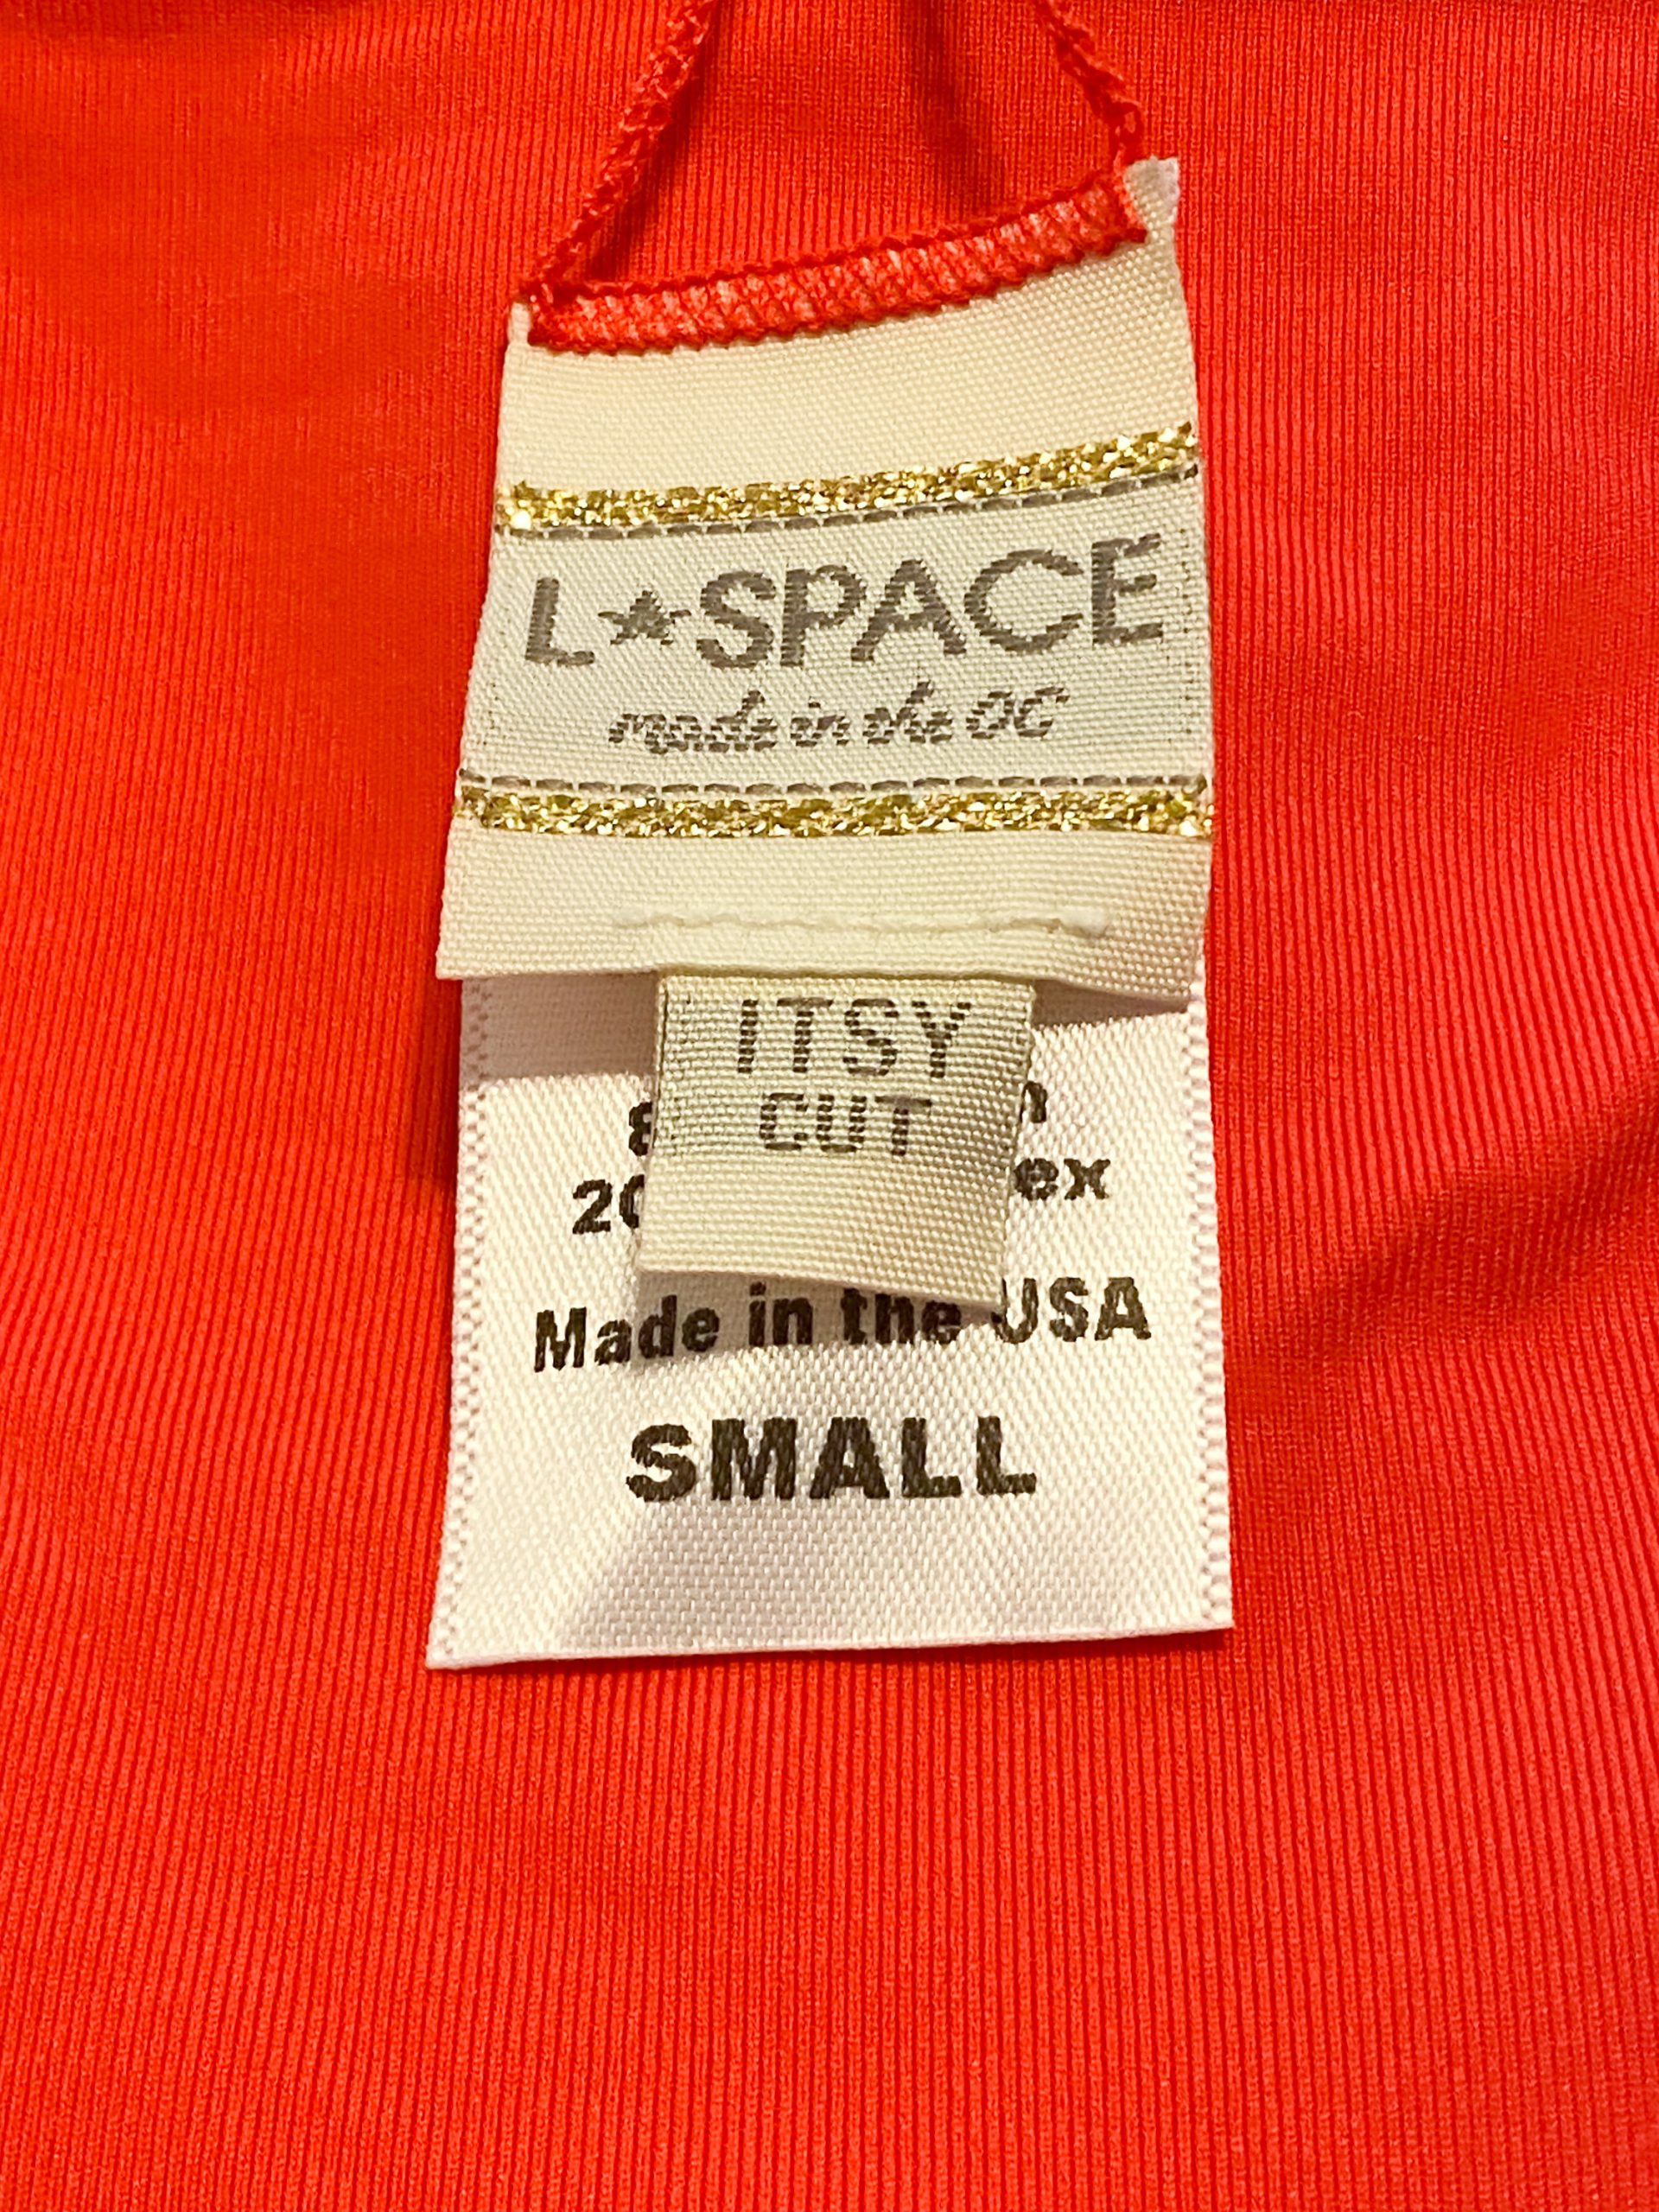 L★SPACE
made in the OC
ITSY
CUT
Made in the USA
SMALL